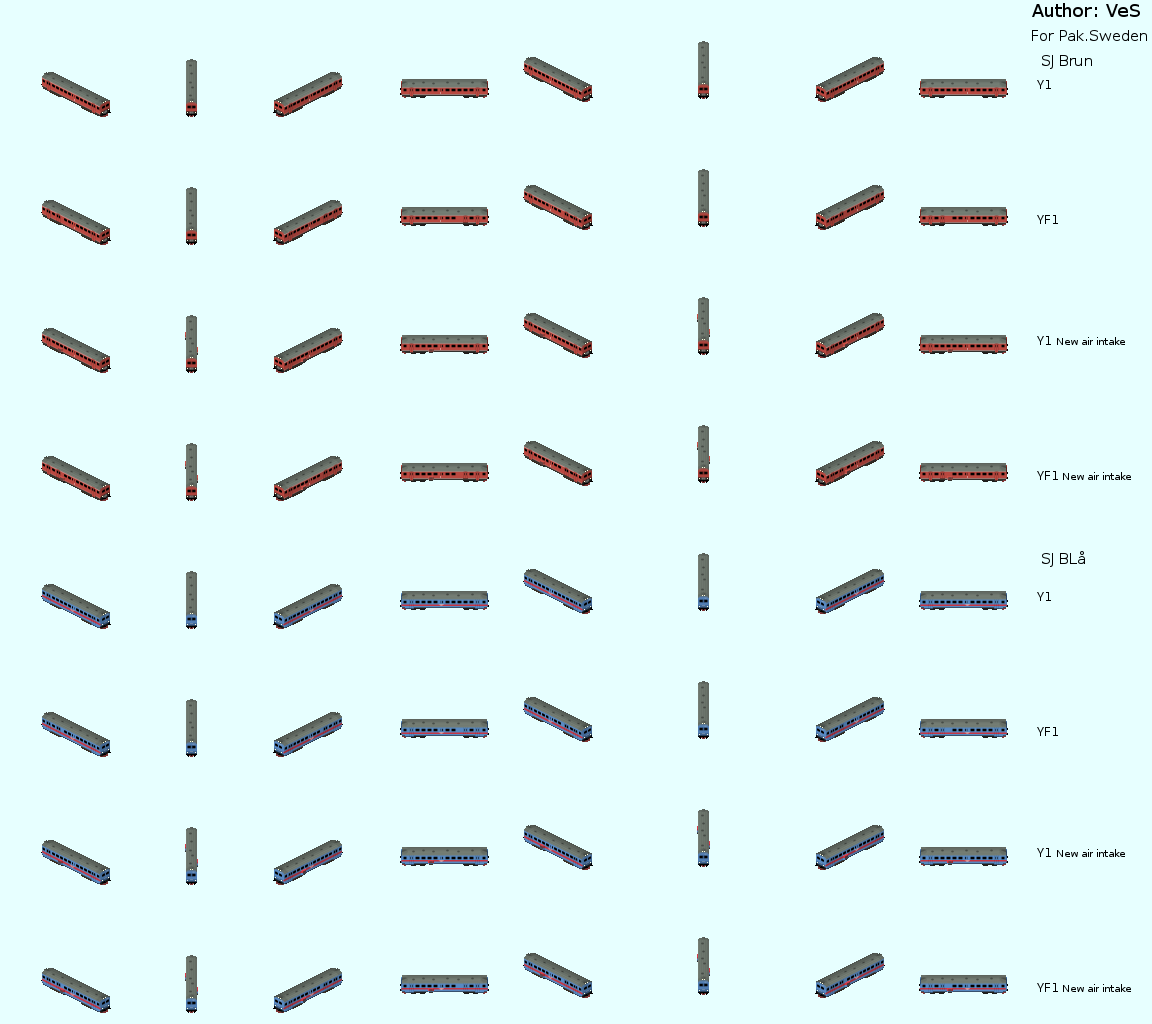 Author: VeS
For Pak.Sweden
SJ Brun
Y1
YF1
Y1 New air intake
YF1 New air intake
SJ BLå
Y1
YF1
Y1 New air intake
YF1 New air intake